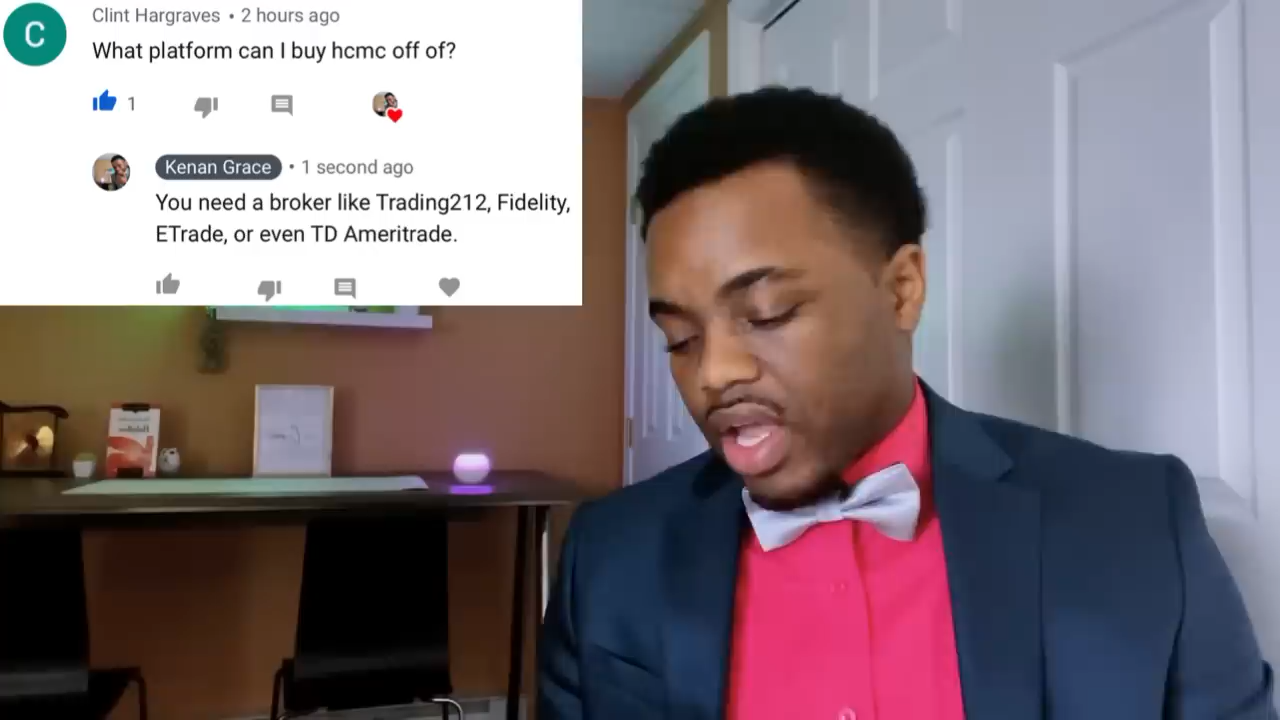 Clint Hargraves • 2 hours ago
What platform can I buy hcmc off of?
1
Kenan Grace • 1 second ago
You need a broker like Trading212, Fidelity,
ETrade, or even TD Ameritrade.